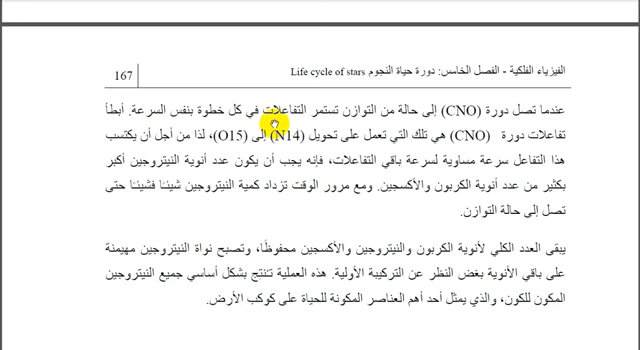 الفيزياء الفلكية - الفصل الخامس: دورة حياة النجوم Life cycle of stars 167
عندما تصل دورة (CNO) إلى حالة من التوازن تستمر التفاعلات في كل خطوة بنفس السرعة. أبطأ
تفاعلات دورة (CNO) هي تلك التي تعمل على تحويل (N14) إلى (O15)، لذا من أجل أن يكتسب
هذا التفاعل سرعة مساوية لسرعة باقي التفاعلات، فإنه يجب أن يكون عدد أنوية النيتروجين أكبر
بكثير من عدد أنوية الكربون والأكسجين. ومع مرور الوقت تزداد كمية النيتروجين شيئا فشيئا حتى
تصل إلى حالة التوازن.
يبقى العدد الكلي لأنوية الكربون والنيتروجين والأكسجين محفوظًا، وتصبح نواة النيتروجين مهيمنة
على باقي الأنوية بغض النظر عن التركيبة الأولية. هذه العملية تنتج بشكل أساسي جميع النيتروجين
المكون للكون، والذي يمثل أحد أهم العناصر المكونة للحياة على كوكب الأرض.